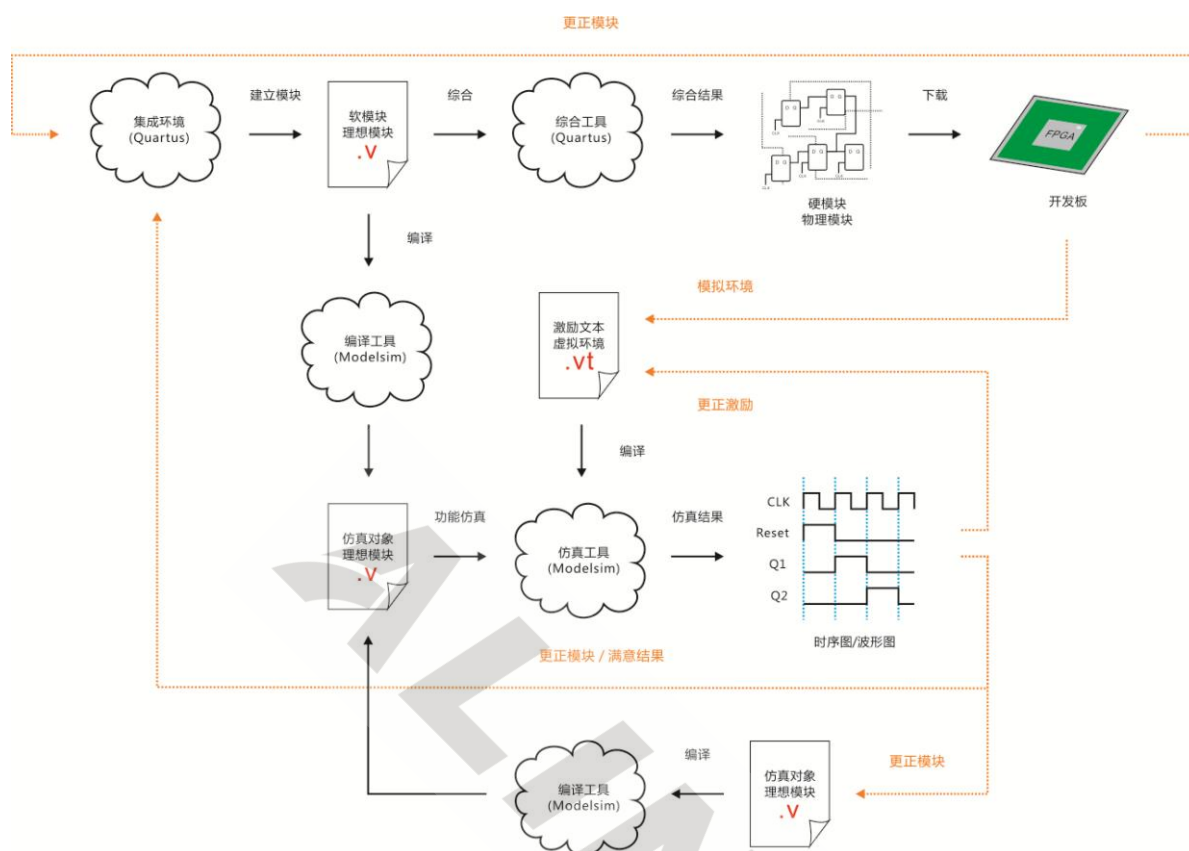 更正模块
集成环境
(Quartus)
建立模块
软模块
理想模块
.v
综合
综合工具
(Quartus)
综合结果
硬模块
物理模块
下载
FPGA
开发板
编译
编译工具
(Modelsim)
模拟环境
激励文本
虚拟环境
.vt
更正激励
编译
仿真对象
理想模块
.v
功能仿真
仿真工具
(Modelsim)
仿真结果
CLK
Reset
Q1
Q2
时序图/波形图
更正模块 / 满意结果
编译工具
(Modelsim)
编译
仿真对象
理想模块
.v
更正模块